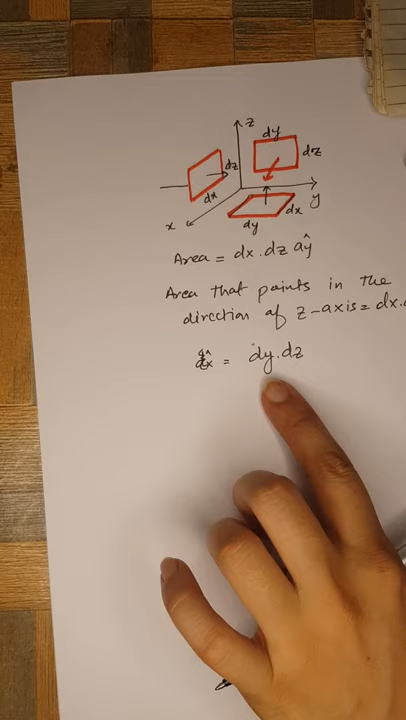 z
dy
dz
dz
dx
y
x
dx
dy
Area = dx.dz aŷ
Area that points in the
direction of z-axis = dx.
= dy.dz